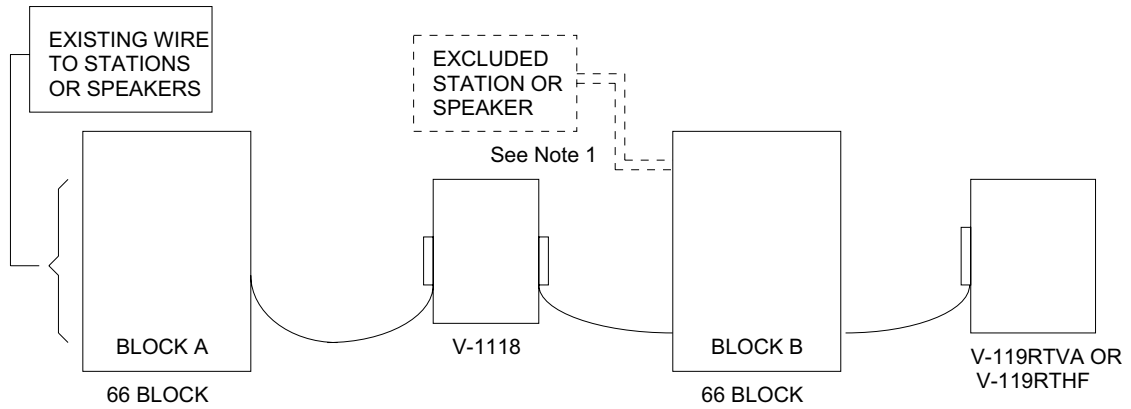 EXISTING WIRE
TO STATIONS
OR SPEAKERS
EXCLUDED
STATION OR
SPEAKER
See Note 1
BLOCK A
66 BLOCK
V-1118
BLOCK B
66 BLOCK
V-119RTVA OR
V-119RTHF